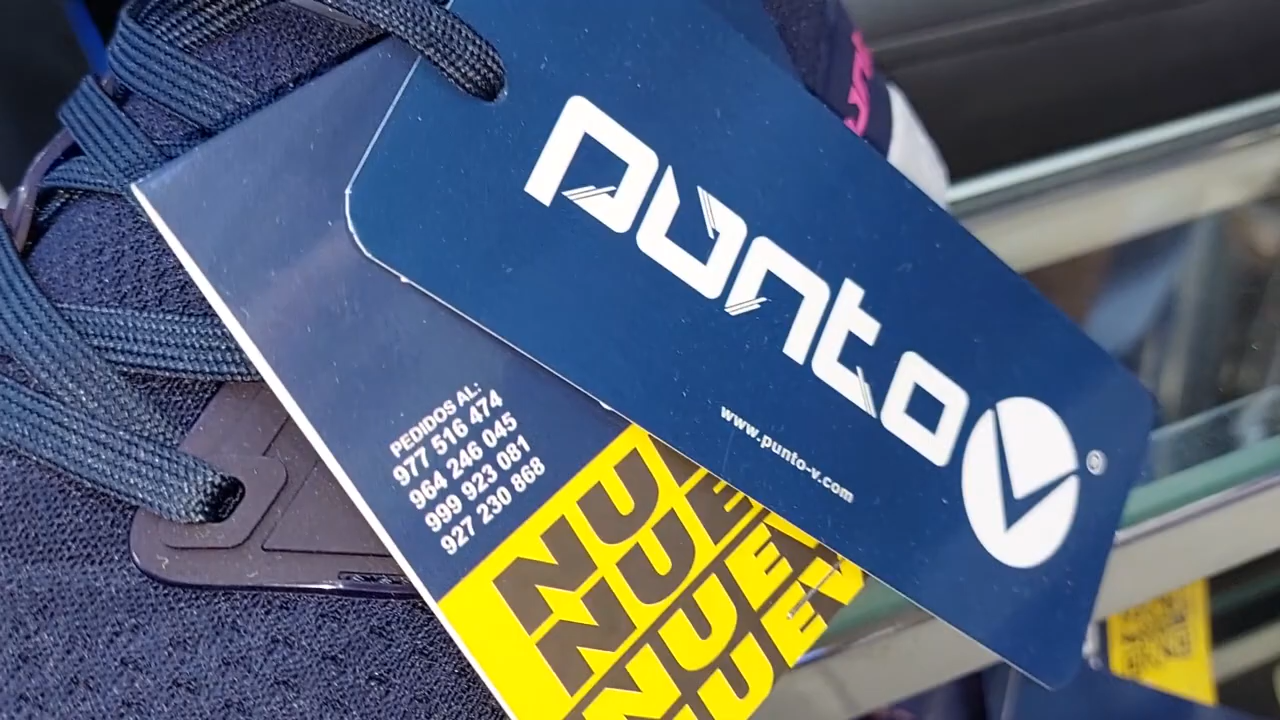 punto
®
www.punto-v.com
PEDIDOS AL:
977 516 474
964 246 045
999 923 081
927 230 868
NU
NUE
NUE
NUEV